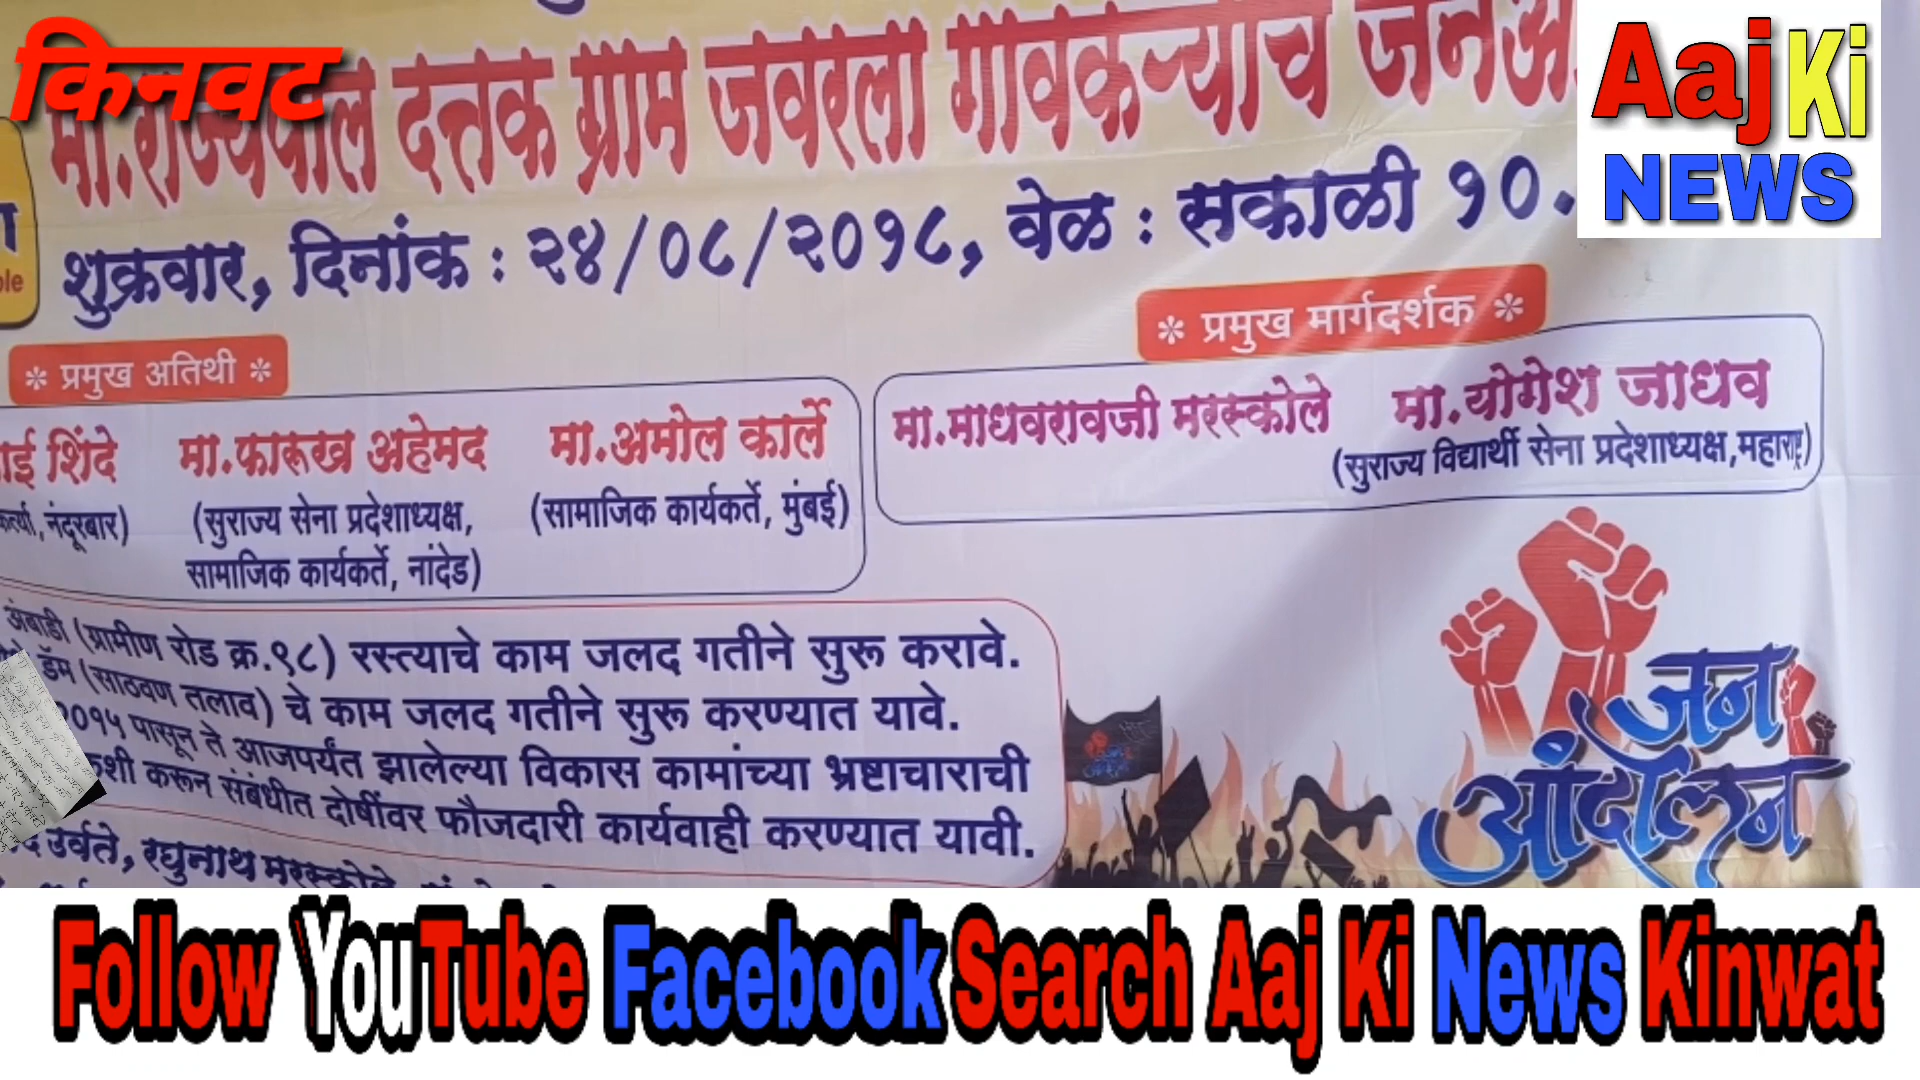 किनवट
Aaj Ki
NEWS
मा.राज्यपाल दत्तक ग्राम जवरला गावकऱ्यांचे
शुक्रवार, दिनांक : २४/०८/२०१८, वेळ : सकाळी १०.
* प्रमुख अतिथी *
* प्रमुख मार्गदर्शक *
शिंदे मा.फारूख अहेमद मा.अमोल कार्ले
मा.माधवरावजी मरस्कोले मा.योगेश जाधव
नंदूरबार) (सुराज्य सेना प्रदेशाध्यक्ष, (सामाजिक कार्यकर्ते, मुंबई)
सामाजिक कार्यकर्ते, नांदेड)
(सुराज्य विद्यार्थी सेना प्रदेशाध्यक्ष,महाराष्ट्र)
अंबाडी (ग्रामीण रोड क्र.९८) रस्त्याचे काम जलद गतीने सुरू करावे.
डॅम (साठवण तलाव) चे काम जलद गतीने सुरू करण्यात यावे.
२०१५ पासून ते आजपर्यंत झालेल्या विकास कामांच्या भ्रष्टाचाराची
करून संबंधीत दोषींवर फौजदारी कार्यवाही करण्यात यावी.
उर्वते, रघुनाथ मरस्कोले,
जन
आंदोलन
Follow YouTube Facebook Search Aaj Ki News Kinwat